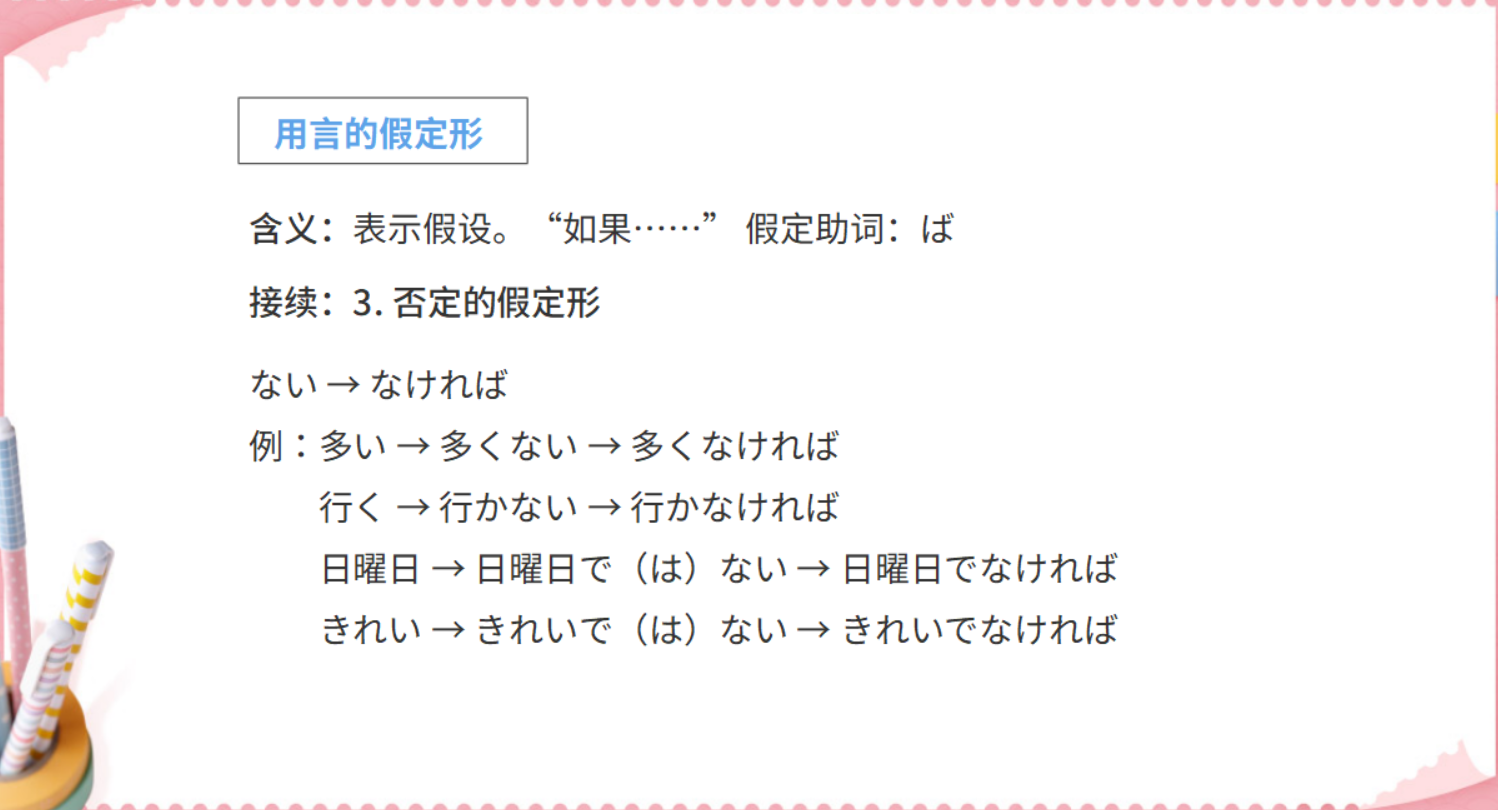 用言的假定形
含义：表示假设。“如果……” 假定助词：ば
接续：3. 否定的假定形
ない → なければ
例：多い → 多くない → 多くなければ
行く → 行かない → 行かなければ
日曜日 → 日曜日で（は）ない → 日曜日でなければ
きれい → きれいで（は）ない → きれいでなければ